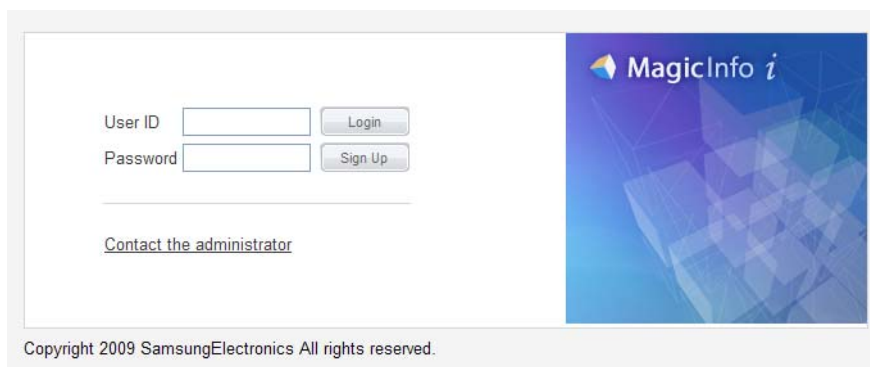 MagicInfo i
User ID
Login
Password
Sign Up
Contact the administrator
Copyright 2009 SamsungElectronics All rights reserved.